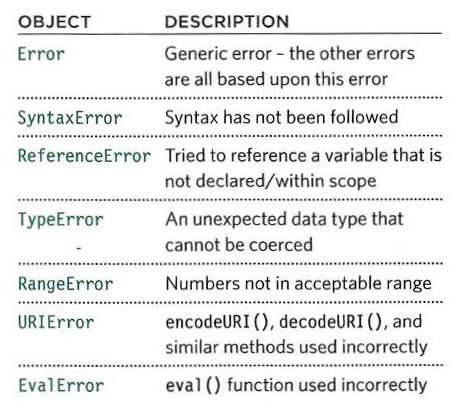 OBJECT DESCRIPTION
Error Generic error – the other errors
are all based upon this error
SyntaxError Syntax has not been followed
ReferenceError Tried to reference a variable that is
not declared/within scope
TypeError An unexpected data type that
cannot be coerced
RangeError Numbers not in acceptable range
URIError encodeURI(), decodeURI(), and
similar methods used incorrectly
EvalError eval() function used incorrectly